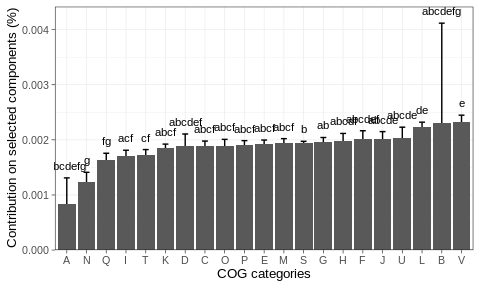 Contribution on selected components (%)
0.004
0.003
0.002
0.001
0.000
bcdefg
g
fg
acf
cf
abcf
abcdef
abcf
abcf
abcf
abcf
abcf
b
ab
abcdef
abcde
abcde
de
abcdefg
e
A N Q I T K D C O P E M S G H F J U L B V
COG categories